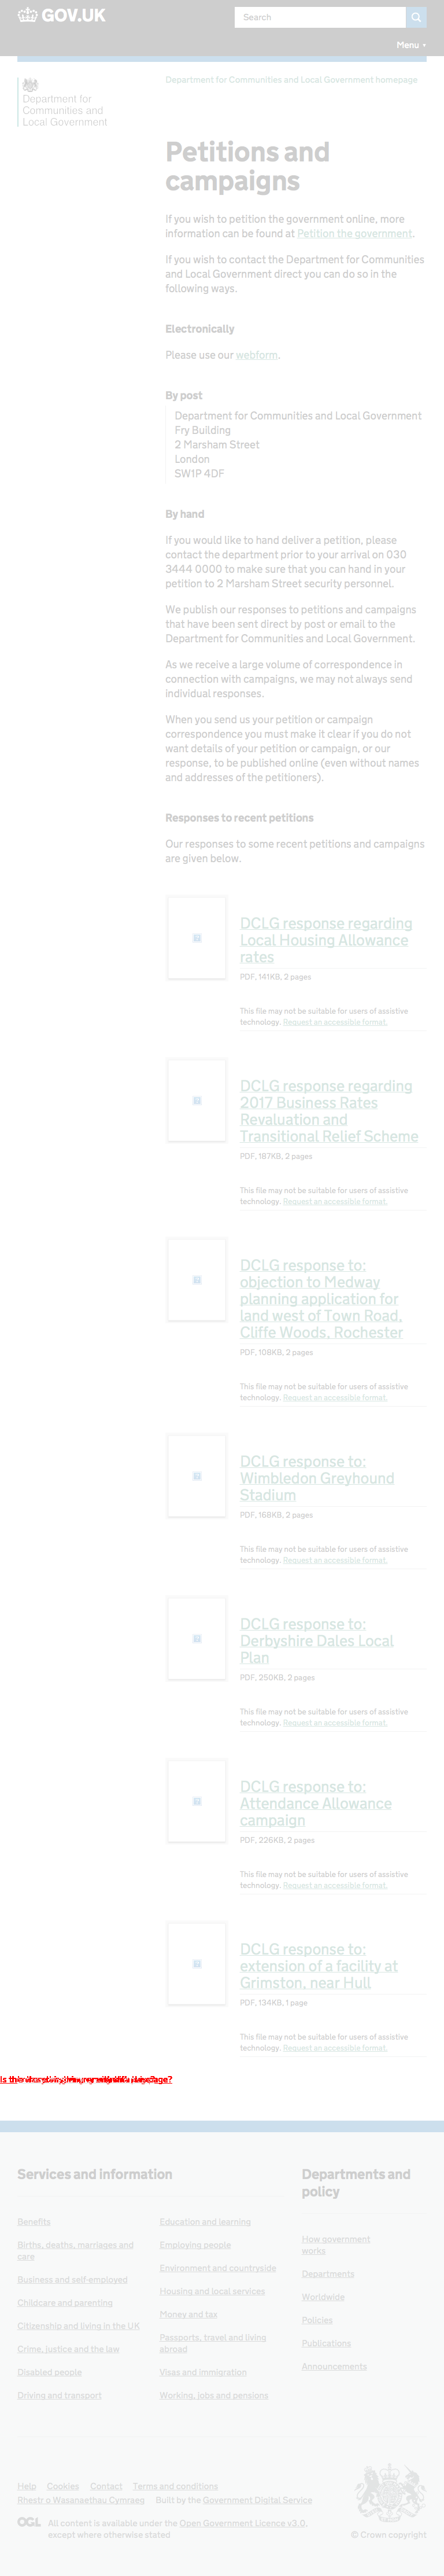 GOV.UK
Search
Menu
Department for
Communities and
Local Government
Department for Communities and Local Government homepage
Petitions and
campaigns
If you wish to petition the government online, more
information can be found at Petition the government.
If you wish to contact the Department for Communities
and Local Government direct you can do so in the
following ways.
Electronically
Please use our webform.
By post
Department for Communities and Local Government
Fry Building
2 Marsham Street
London
SW1P 4DF
By hand
If you would like to hand deliver a petition, please
contact the department prior to your arrival on 030
3444 0000 to make sure that you can hand in your
petition to 2 Marsham Street security personnel.
We publish our responses to petitions and campaigns
that have been sent direct by post or email to the
Department for Communities and Local Government.
As we receive a large volume of correspondence in
connection with campaigns, we may not always send
individual responses.
When you send us your petition or campaign
correspondence you must make it clear if you do not
want details of your petition or campaign, or our
response, to be published online (even without names
and addresses of the petitioners).
Responses to recent petitions
Our responses to some recent petitions and campaigns
are given below.
DCLG response regarding
Local Housing Allowance
rates
PDF, 141KB, 2 pages
This file may not be suitable for users of assistive
technology. Request an accessible format.
DCLG response regarding
2017 Business Rates
Revaluation and
Transitional Relief Scheme
PDF, 187KB, 2 pages
This file may not be suitable for users of assistive
technology. Request an accessible format.
DCLG response to:
objection to Medway
planning application for
land west of Town Road,
Cliffe Woods, Rochester
PDF, 108KB, 2 pages
This file may not be suitable for users of assistive
technology. Request an accessible format.
DCLG response to:
Wimbledon Greyhound
Stadium
PDF, 168KB, 2 pages
This file may not be suitable for users of assistive
technology. Request an accessible format.
DCLG response to:
Derbyshire Dales Local
Plan
PDF, 250KB, 2 pages
This file may not be suitable for users of assistive
technology. Request an accessible format.
DCLG response to:
Attendance Allowance
campaign
PDF, 226KB, 2 pages
This file may not be suitable for users of assistive
technology. Request an accessible format.
DCLG response to:
extension of a facility at
Grimston, near Hull
PDF, 134KB, 1 page
This file may not be suitable for users of assistive
technology. Request an accessible format.
Services and information
Benefits
Births, deaths, marriages and
care
Business and self-employed
Childcare and parenting
Citizenship and living in the UK
Crime, justice and the law
Disabled people
Driving and transport
Education and learning
Employing people
Environment and countryside
Housing and local services
Money and tax
Passports, travel and living
abroad
Visas and immigration
Working, jobs and pensions
Departments and
policy
How government
works
Departments
Worldwide
Policies
Publications
Announcements
Help Cookies Contact Terms and conditions
Rhestr o Wasanaethau Cymraeg Built by the Government Digital Service
OGL All content is available under the Open Government Licence v3.0,
except where otherwise stated
© Crown copyright